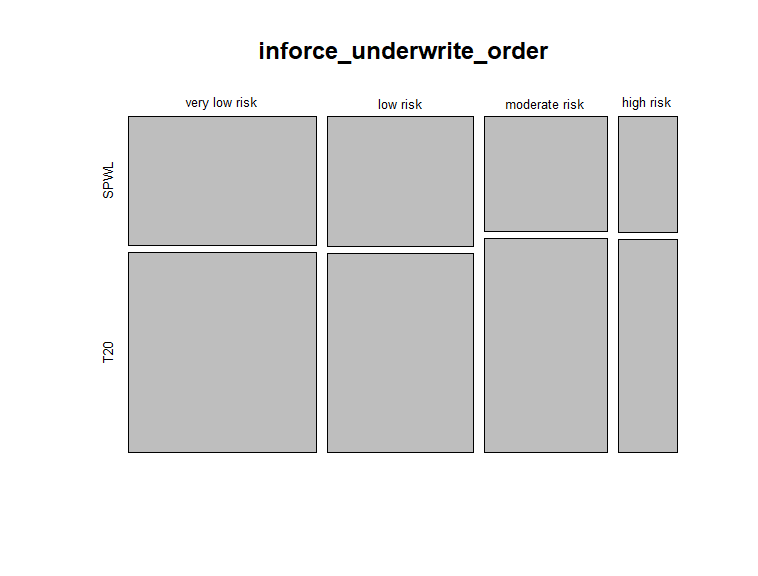 inforce_underwrite_order
very low risk
low risk
moderate risk
high risk
SPWL
T20